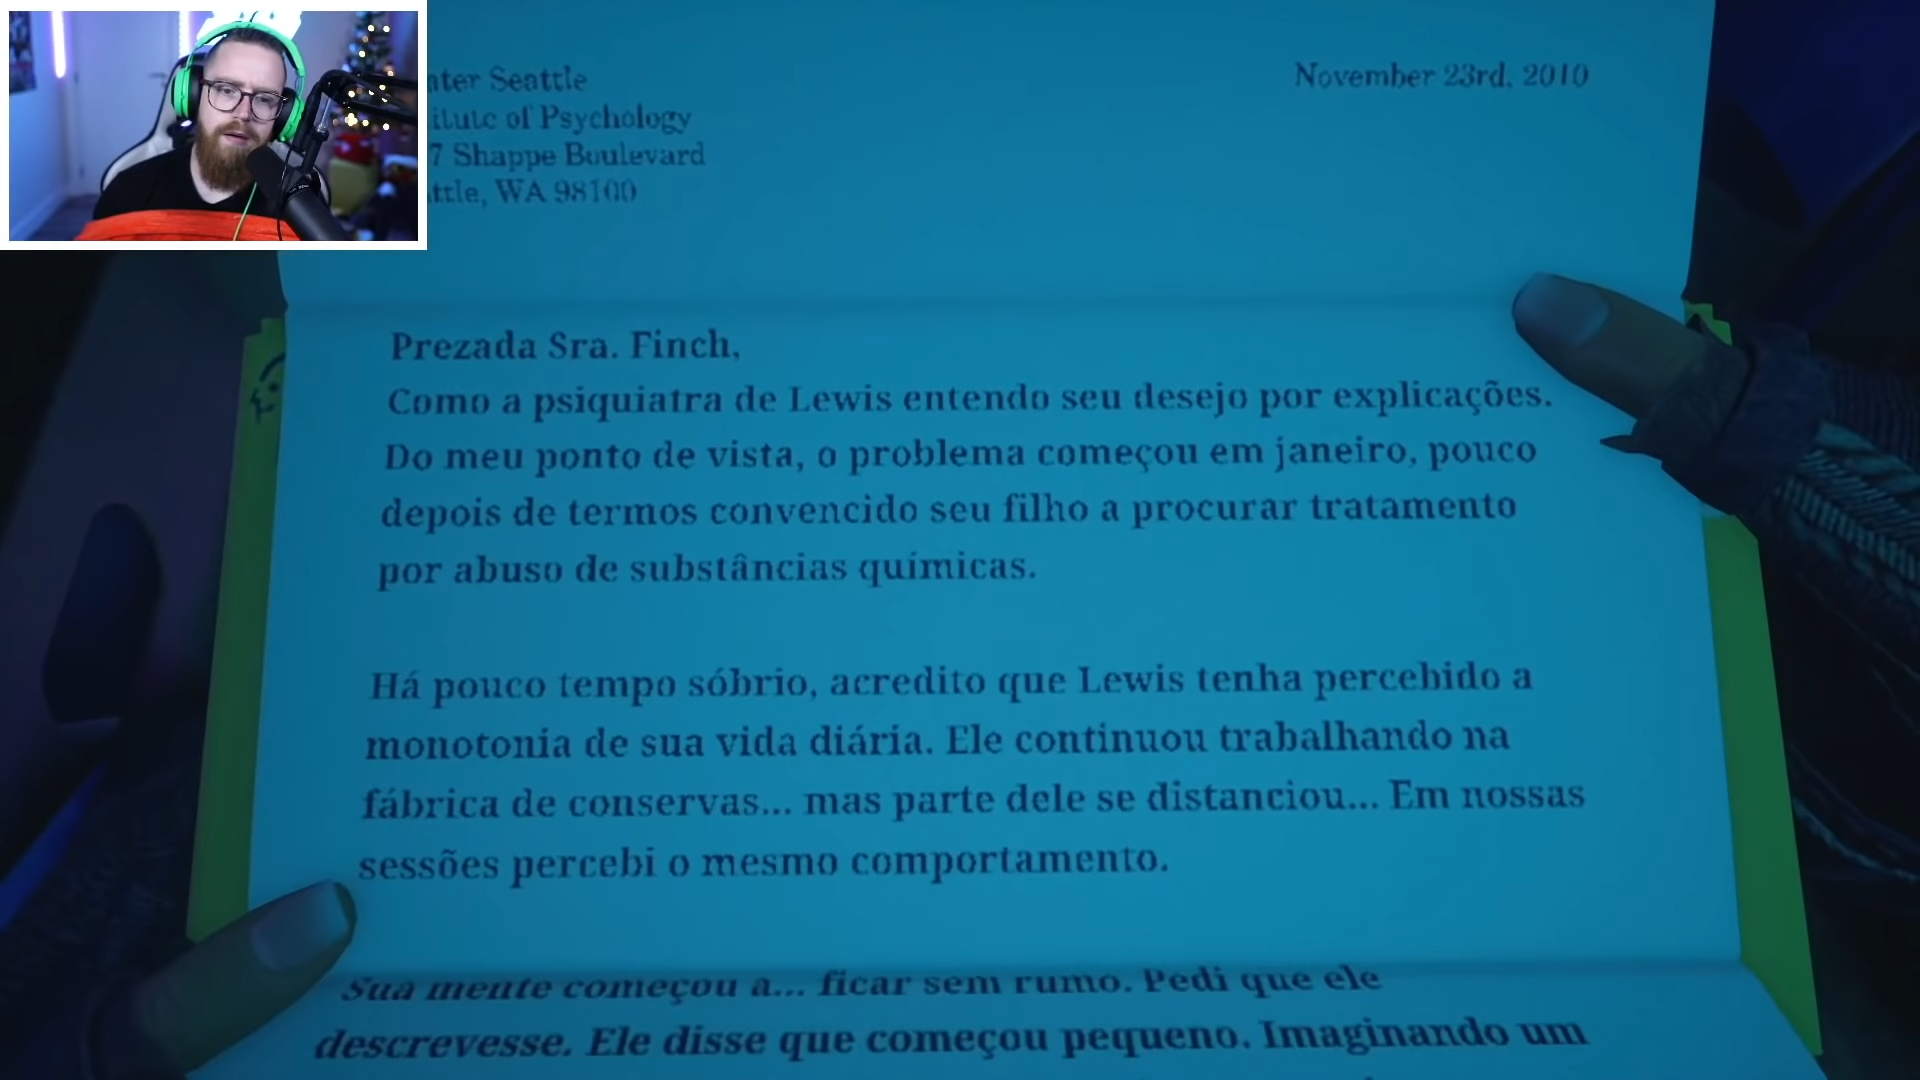 Seattle
of Psychology
7 Shappe Boulevard
WA 98100
November 23rd, 2010
Prezada Sra. Finch,
Como a psiquiatra de Lewis entendo seu desejo por explicações.
Do meu ponto de vista, o problema começou em janeiro, pouco
depois de termos convencido seu filho a procurar tratamento
por abuso de substâncias químicas.
Há pouco tempo sóbrio, acredito que Lewis tenha percebido a
monotonia de sua vida diária. Ele continuou trabalhando na
fábrica de conservas... mas parte dele se distanciou... Em nossas
sessões percebi o mesmo comportamento.
Sua mente começou a... ficar sem rumo. Pedi que ele
descrevesse. Ele disse que começou pequeno. Imaginando um